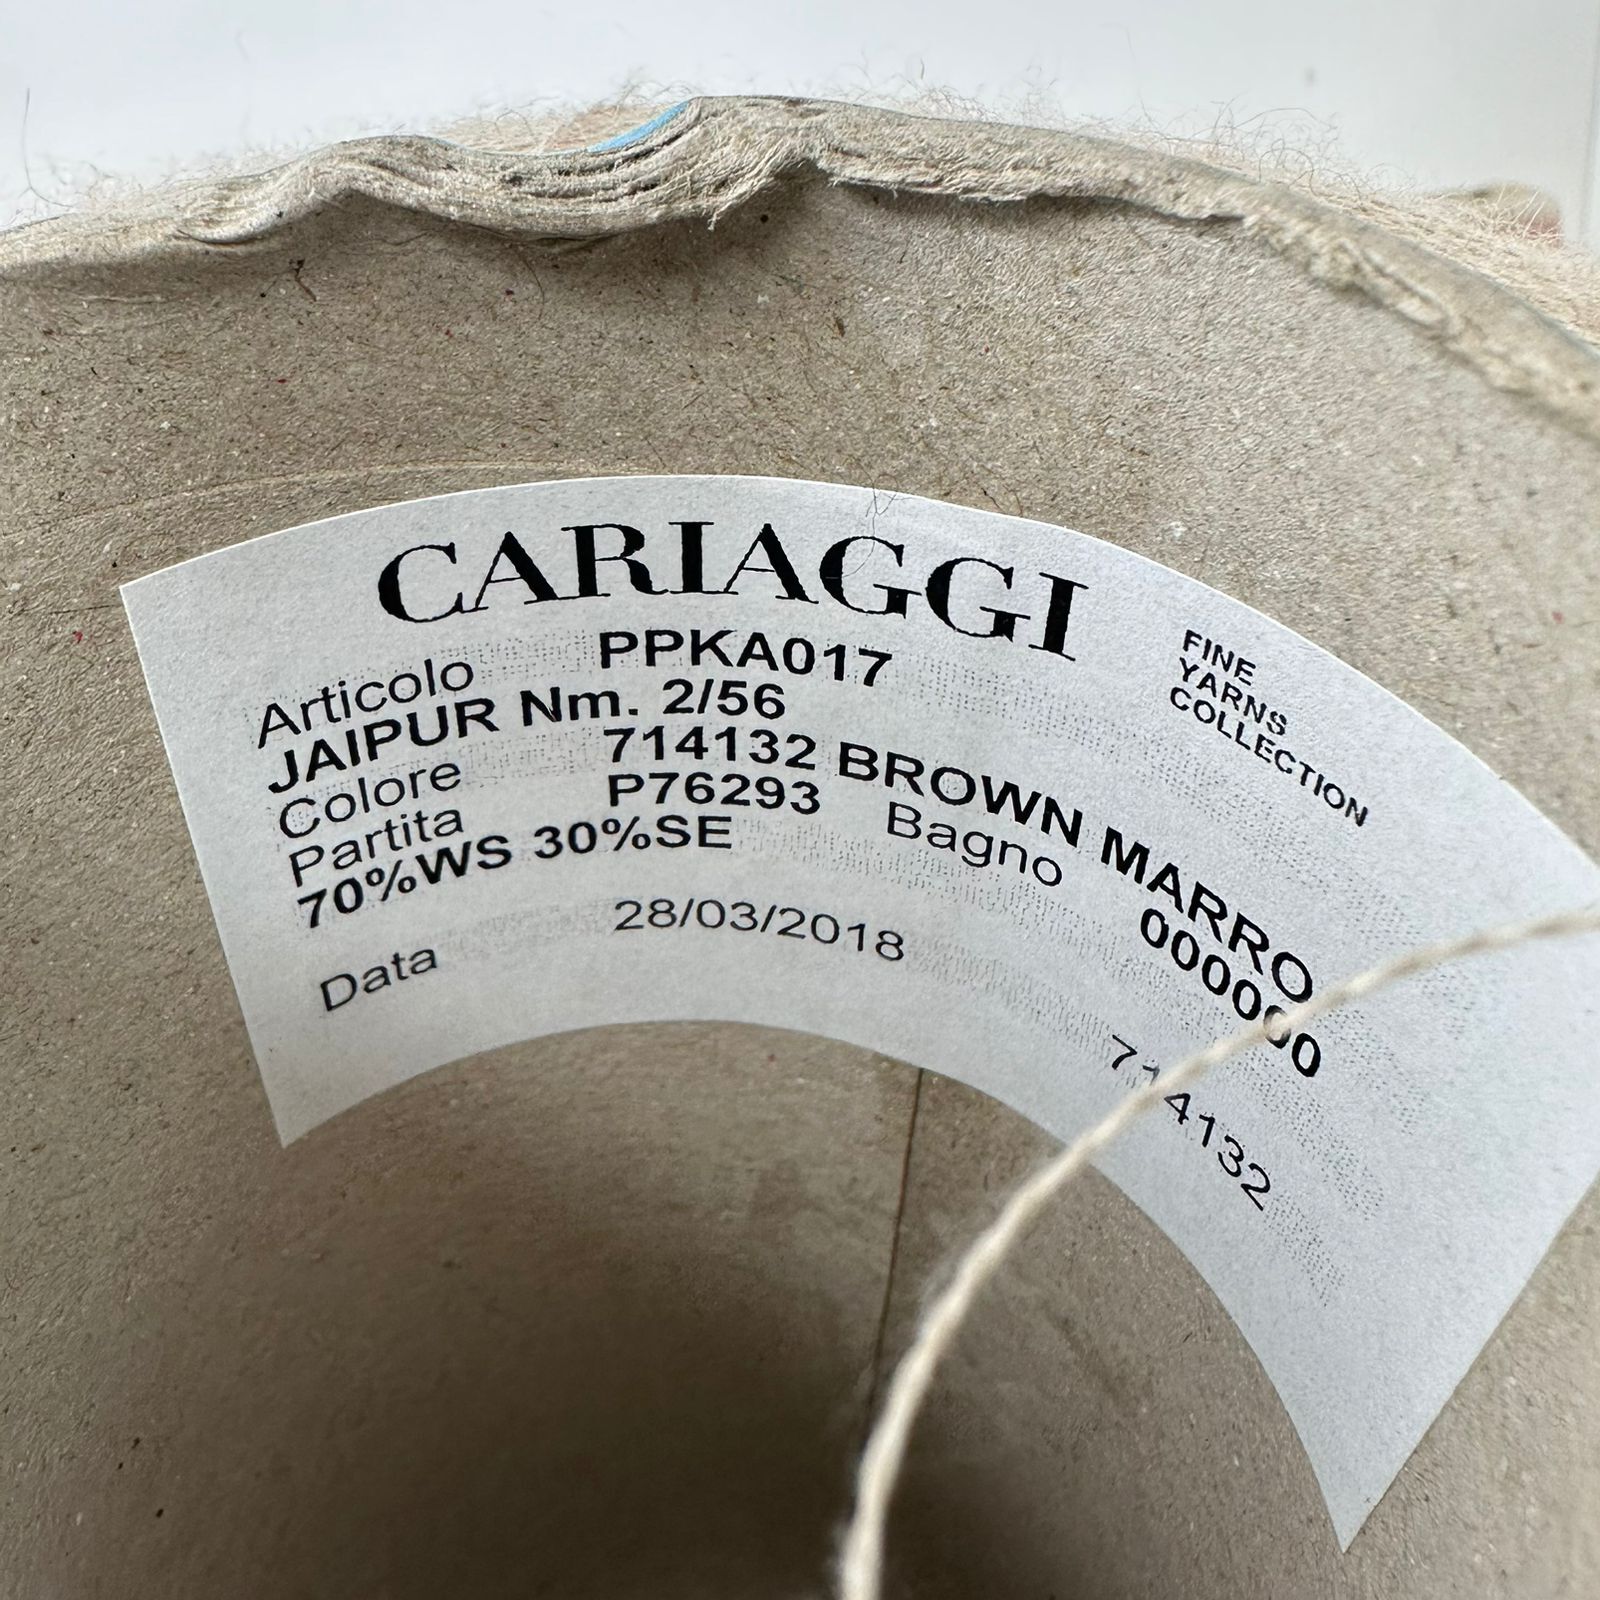 CARIAGGI
FINE
YARNS
COLLECTION
Articolo PPKA017
JAIPUR Nm. 2/56
Colore 714132 BROWN MARRO
Partita P76293 Bagno 000000
70%WS 30%SE
Data 28/03/2018 714132